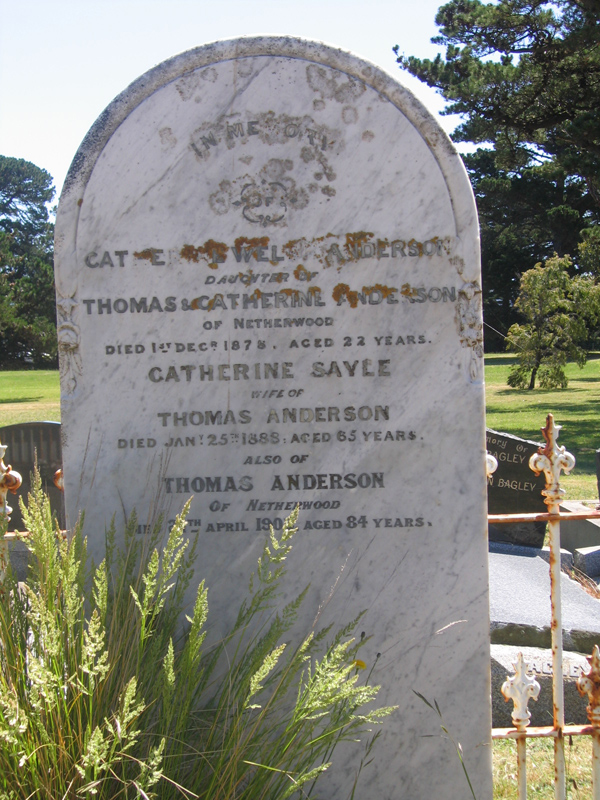 IN MEMORY
OF
CATHERINE ANDERSON
DAUGHTER OF
THOMAS & CATHERINE ANDERSON
OF NETHERWOOD
DIED 1ST DECR 1878, AGED 22 YEARS.
CATHERINE SAYLE
WIFE OF
THOMAS ANDERSON
DIED JANY 25TH 1888, AGED 65 YEARS.
ALSO OF
THOMAS ANDERSON
OF NETHERWOOD
APRIL AGED 84 YEARS.
BAGLEY
BAGLEY